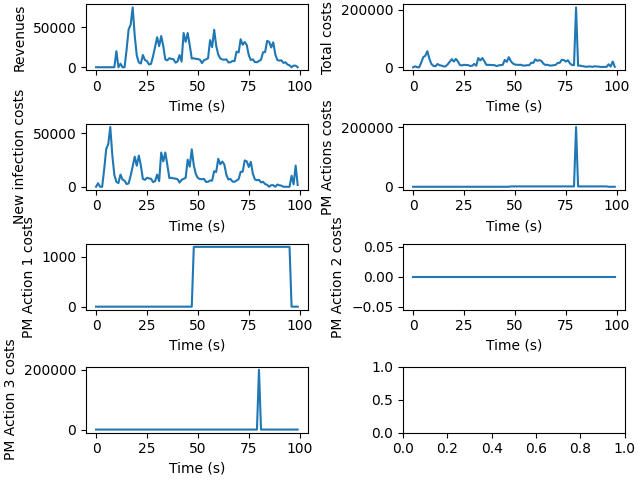 Revenues
50000
0
0 25 50 75 100
Time (s)
Total costs
200000
0
0 25 50 75 100
Time (s)
New infection costs
50000
0
0 25 50 75 100
Time (s)
PM Actions costs
200000
0
0 25 50 75 100
Time (s)
PM Action 1 costs
1000
0
0 25 50 75 100
Time (s)
PM Action 2 costs
0.05
0.00
−0.05
0 25 50 75 100
Time (s)
PM Action 3 costs
200000
0
0 25 50 75 100
Time (s)
1.0
0.5
0.0
0.0 0.2 0.4 0.6 0.8 1.0